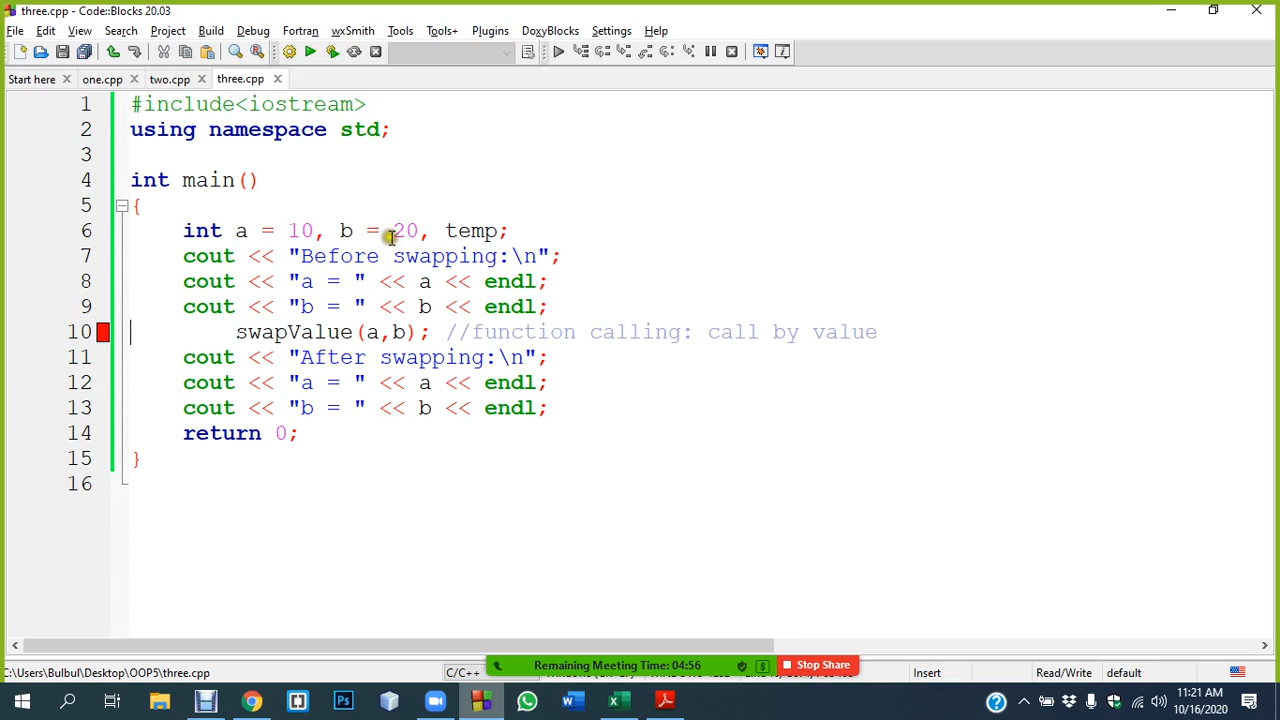 three.cpp - Code::Blocks 20.03
File Edit View Search Project Build Debug Fortran wxSmith Tools Tools+ Plugins DoxyBlocks Settings Help
Start here one.cpp two.cpp three.cpp
1 #include<iostream>
2 using namespace std;
3
4 int main()
5 {
6 int a = 10, b = 20, temp;
7 cout << "Before swapping:\n";
8 cout << "a = " << a << endl;
9 cout << "b = " << b << endl;
10 swapValue(a,b); //function calling: call by value
11 cout << "After swapping:\n";
12 cout << "a = " << a << endl;
13 cout << "b = " << b << endl;
14 return 0;
15 }
16
C:\Users\Bulbul\Desktop\OOP5\three.cpp C/C++ Remaining Meeting Time: 04:56 Stop Share Insert Read/Write default
11:21 AM
10/16/2020